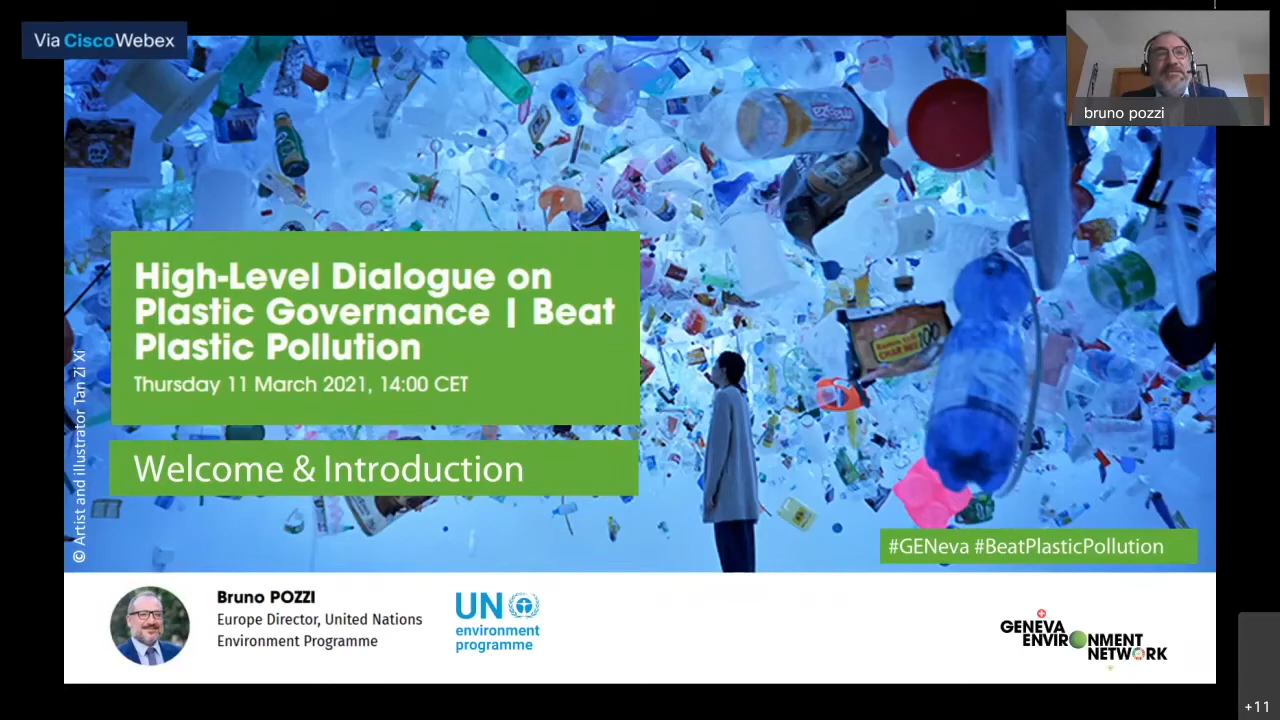 Via Cisco Webex
bruno pozzi
High-Level Dialogue on
Plastic Governance | Beat
Plastic Pollution
Thursday 11 March 2021, 14:00 CET
Welcome & Introduction
© Artist and illustrator Tan Zi Xi
#GENeva #BeatPlasticPollution
Bruno POZZI
Europe Director, United Nations
Environment Programme
UN
environment
programme
GENEVA
ENVIRONMENT
NETWORK
+11